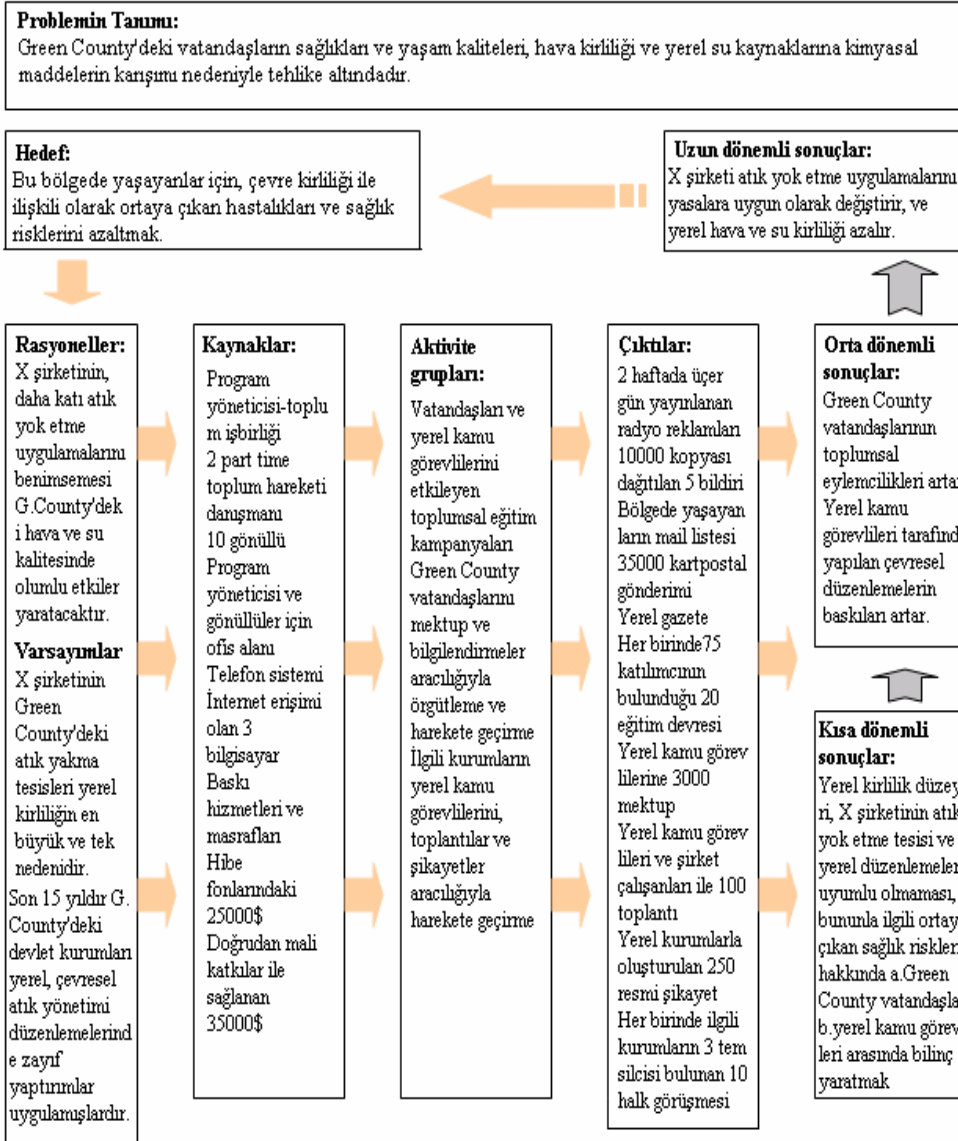 Problemin Tanımı:
Green County'deki vatandaşların sağlıkları ve yaşam kaliteleri, hava kirliliği ve yerel su kaynaklarına kimyasal
maddelerin karışımı nedeniyle tehlike altındadır.
Hedef:
Bu bölgede yaşayanlar için, çevre kirliliği ile
ilişkili olarak ortaya çıkan hastalıkları ve sağlık
risklerini azaltmak.
Uzun dönemli sonuçlar:
X şirketi atık yok etme uygulamalarını
yasalara uygun olarak değiştirir, ve
yerel hava ve su kirliliği azalır.
Rasyoneller:
X şirketinin,
daha katı atık
yok etme
uygulamalarını
benimsemesi
G.County'dek
i hava ve su
kalitesinde
olumlu etkiler
yaratacaktır.
Varsayımlar
X şirketinin
Green
County'deki
atık yakma
tesisleri yerel
kirliliğin en
büyük ve tek
nedenidir.
Son 15 yıldır G.
County'deki
devlet kurumları
yerel, çevresel
atık yönetimi
düzenlemelerind
e zayıf
yaptırımlar
uygulamışlardır.
Kaynaklar:
Program
yöneticisi-toplu
m işbirliği
2 part time
toplum hareketi
danışmanı
10 gönüllü
Program
yöneticisi ve
gönüllüler için
ofis alanı
Telefon sistemi
İnternet erişimi
olan 3
bilgisayar
Baskı
hizmetleri ve
masrafları
Hibe
fonlarındaki
25000$
Doğrudan mali
katkılar ile
sağlanan
35000$
Aktivite
grupları:
Vatandaşları ve
yerel kamu
görevlilerini
etkileyen
toplumsal eğitim
kampanyaları
Green County
vatandaşlarını
mektup ve
bilgilendirmeler
aracılığıyla
örgütleme ve
harekete geçirme
İlgili kurumların
yerel kamu
görevlilerini,
toplantılar ve
şikayetler
aracılığıyla
harekete geçirme
Çıktılar:
2 haftada üçer
gün yayınlanan
radyo reklamları
10000 kopyası
dağıtılan 5 bildiri
Bölgede yaşayan
ların mail listesi
35000 kartpostal
gönderimi
Yerel gazete
Her birinde75
katılımcının
bulunduğu 20
eğitim devresi
Yerel kamu görev
lilerine 3000
mektup
Yerel kamu görev
lileri ve şirket
çalışanları ile 100
toplantı
Yerel kurumlarla
oluşturulan 250
resmi şikayet
Her birinde ilgili
kurumların 3 tem
silcisi bulunan 10
halk görüşmesi
Orta dönemli
sonuçlar:
Green County
vatandaşlarının
toplumsal
eylemcilikleri artar
Yerel kamu
görevlileri tarafınd
yapılan çevresel
düzenlemelerin
baskıları artar.
Kısa dönemli
sonuçlar:
Yerel kirlilik düzey
ri, X şirketinin atık
yok etme tesisi ve
yerel düzenlemeler
uyumlu olmaması,
bununla ilgili ortaya
çıkan sağlık riskleri
hakkında a.Green
County vatandaşla
b.yerel kamu görev
leri arasında bilinç
yaratmak